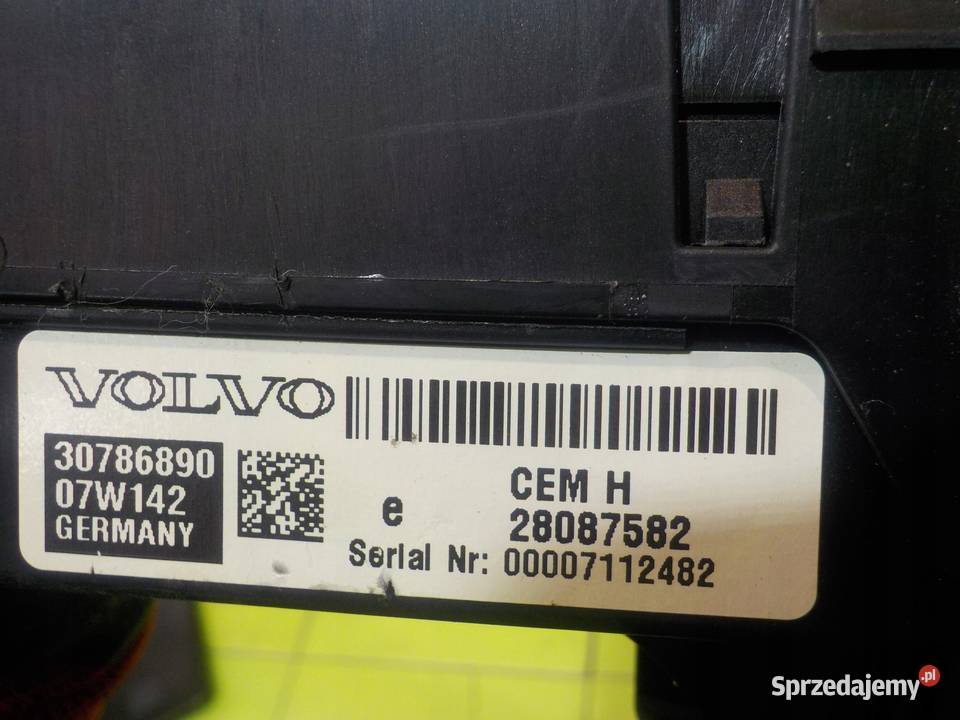 VOLVO
30786890
07W142
GERMANY
e
CEM H
28087582
Serial Nr: 00007112482
Sprzedajemy.pl